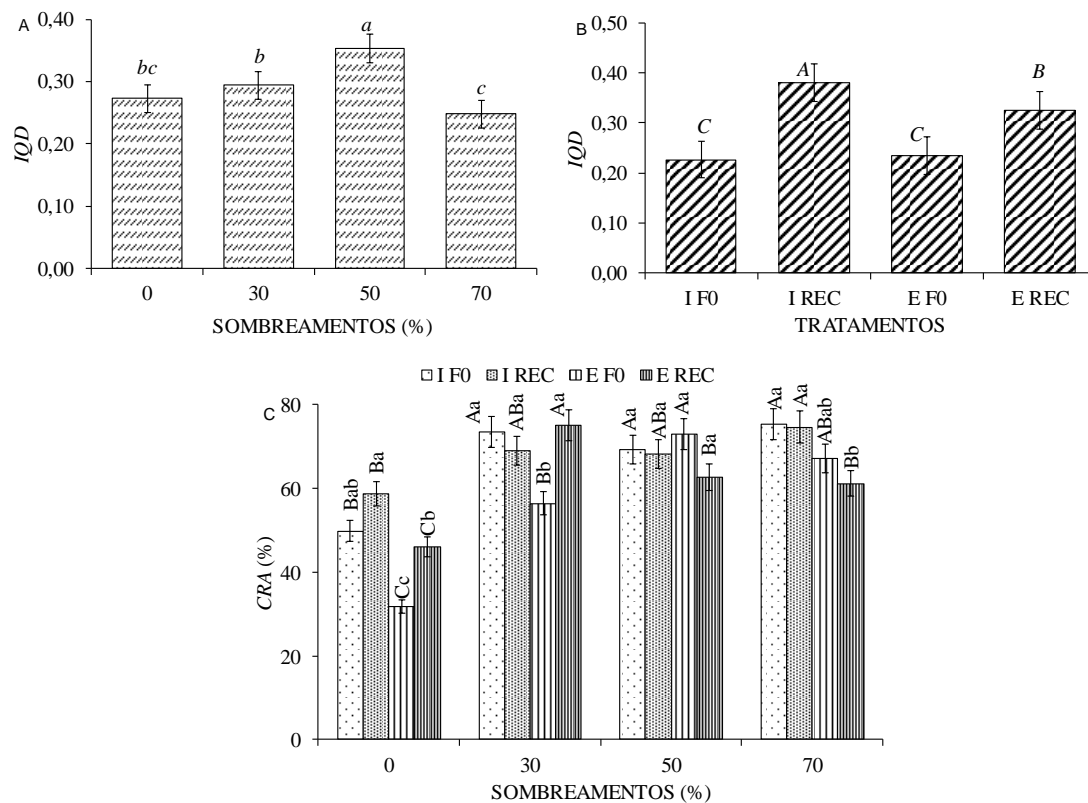 A
0,40
0,30
0,20
0,10
0,00
IQD
bc
b
a
c
0 30 50 70
SOMBREAMENTOS (%)
B
0,50
0,40
0,30
0,20
0,10
0,00
IQD
C
A
C
B
I F0 I REC E F0 E REC
TRATAMENTOS
I F0 I REC E F0 E REC
C
80
60
40
20
0
CRA (%)
Bab Ba Cc Cb
Aa ABa Bb Aa
Aa ABa Aa Ba
Aa Aa ABab Bb
0 30 50 70
SOMBREAMENTOS (%)